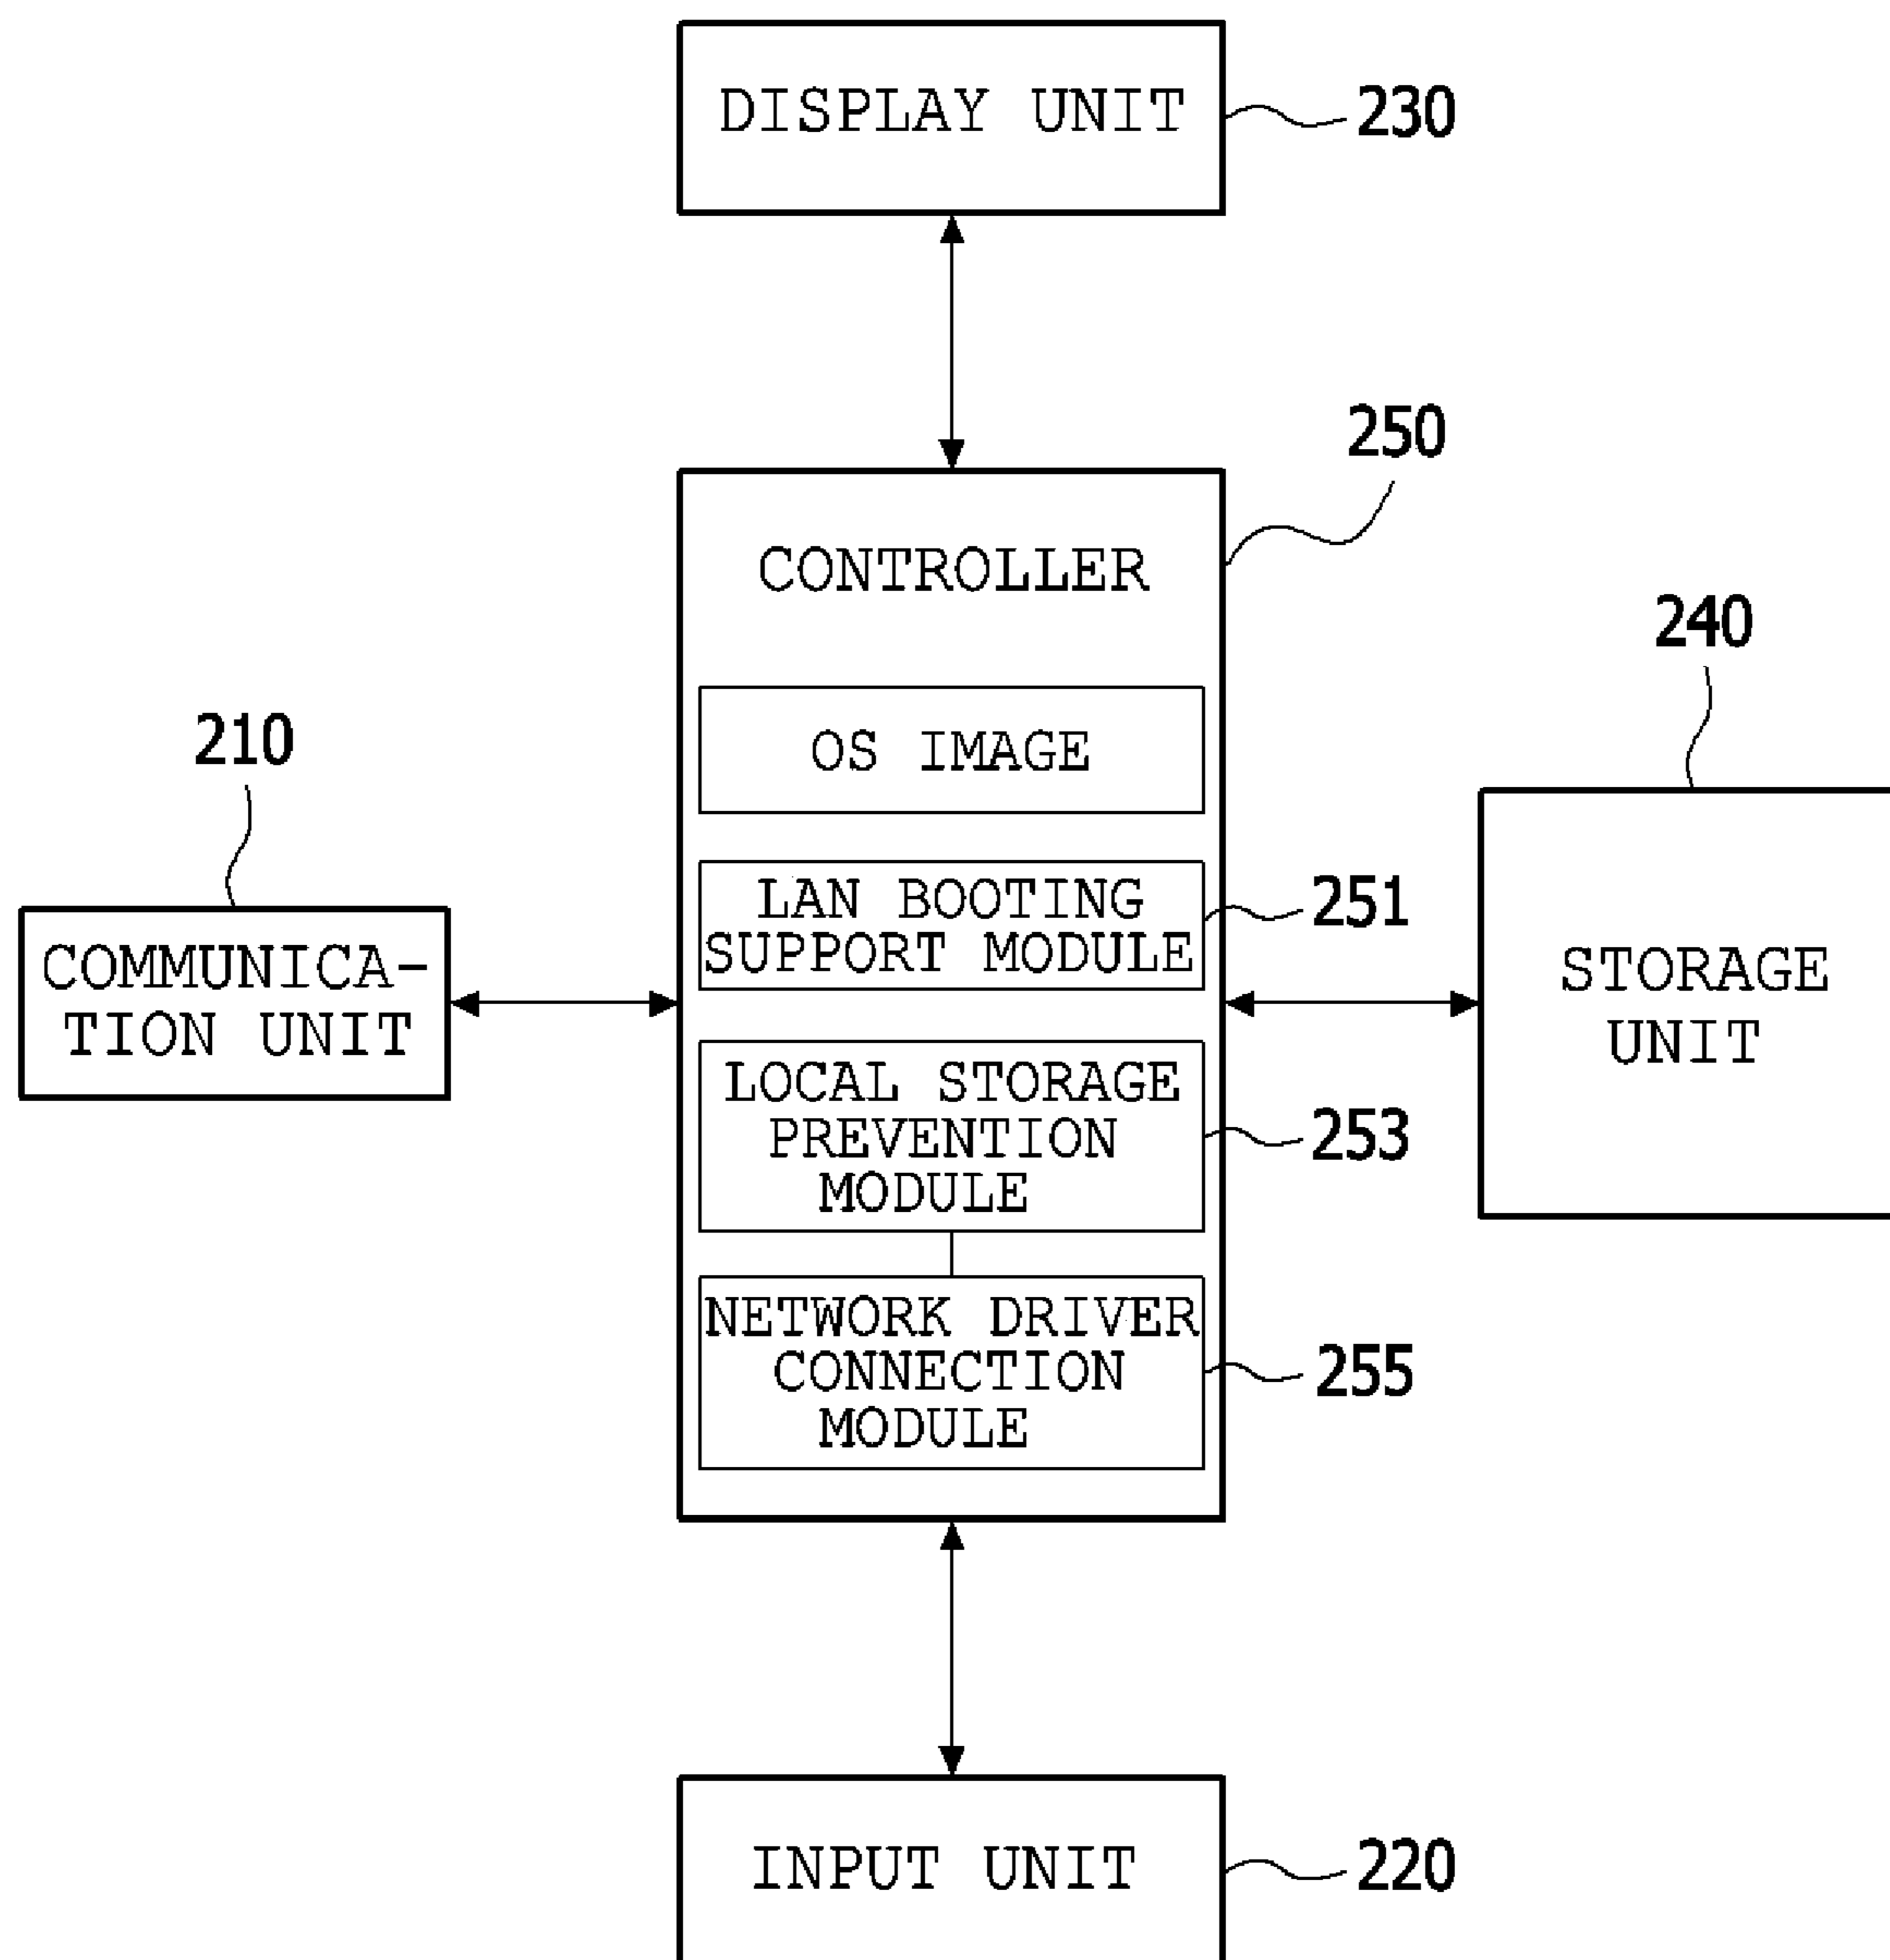 DISPLAY UNIT
230
250
CONTROLLER
240
OS IMAGE
210
LAN BOOTING
SUPPORT MODULE
251
COMMUNICA-
TION UNIT
STORAGE
UNIT
LOCAL STORAGE
PREVENTION
MODULE
253
NETWORK DRIVER
CONNECTION
MODULE
255
INPUT UNIT
220